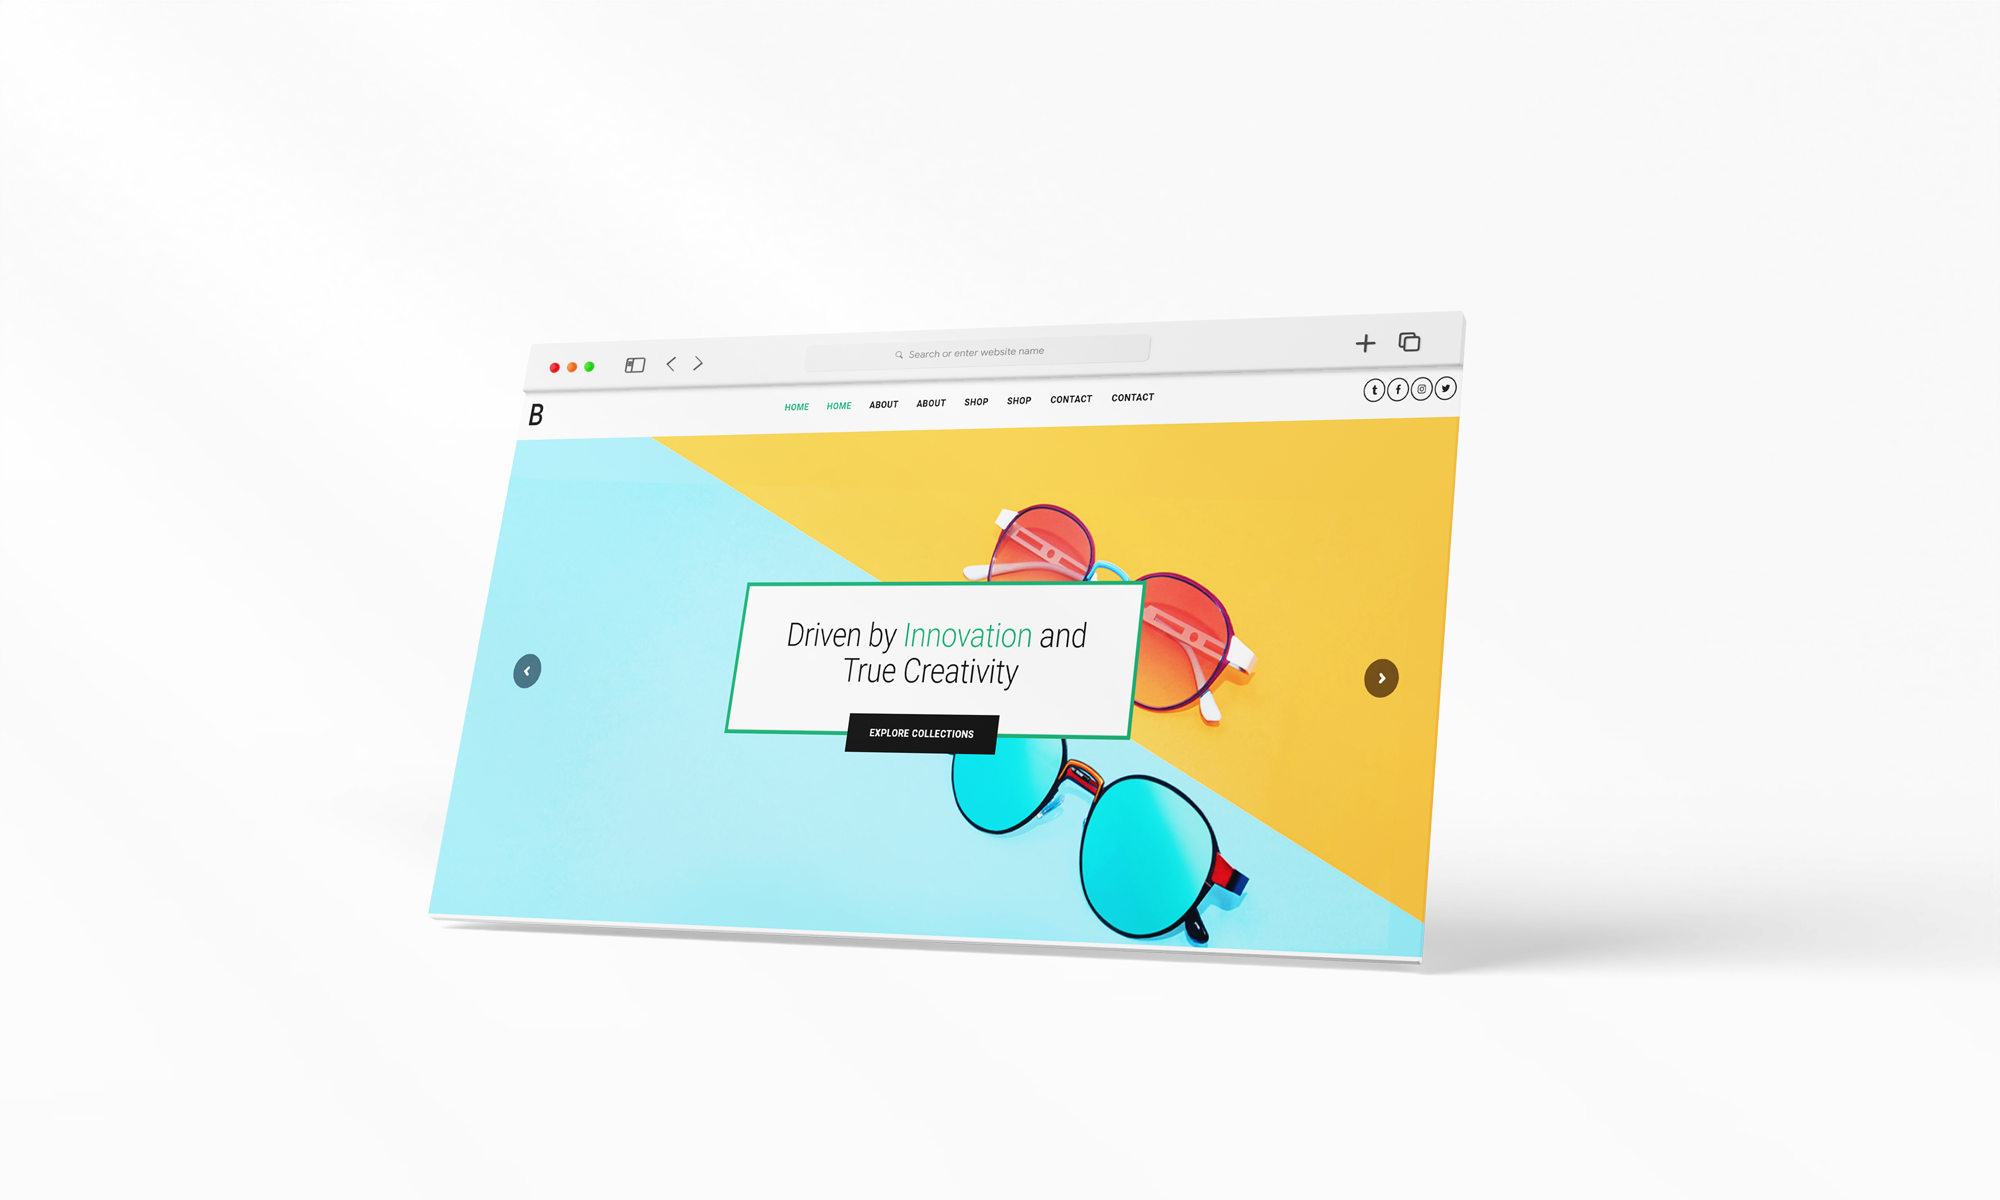 Search or enter website name
B
HOME HOME ABOUT ABOUT SHOP SHOP CONTACT CONTACT
Driven by Innovation and
True Creativity
EXPLORE COLLECTIONS